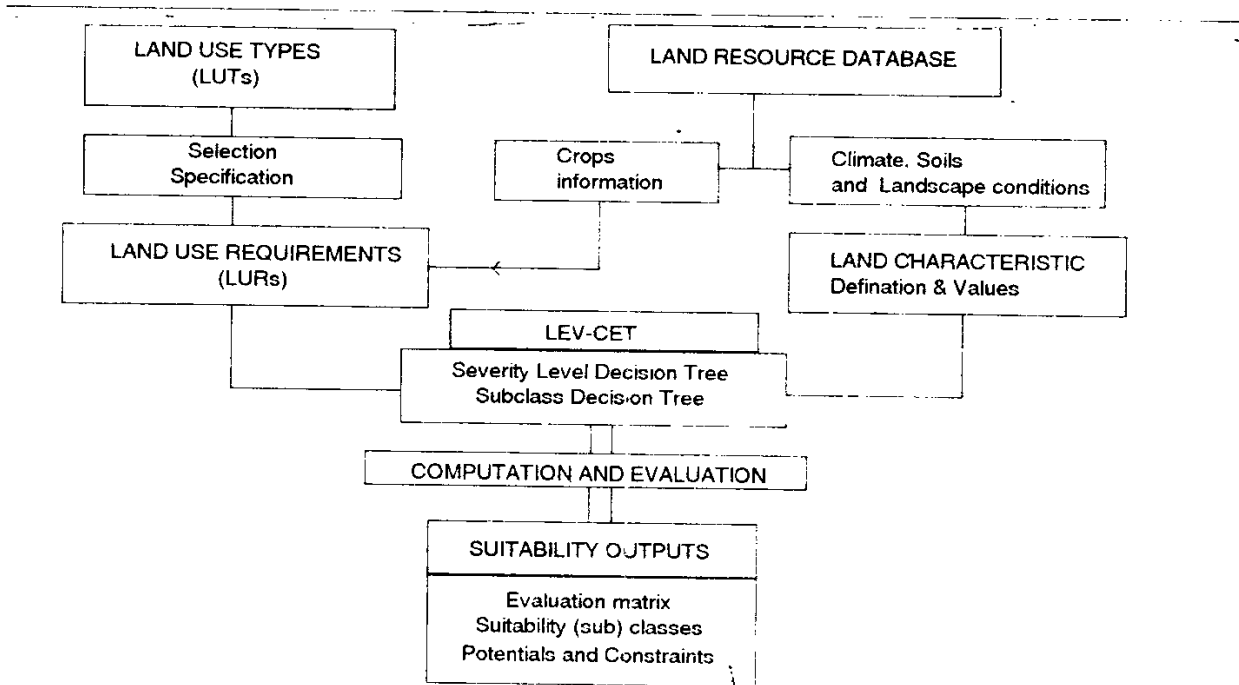 LAND USE TYPES
(LUTs)
LAND RESOURCE DATABASE
Selection
Specification
Crops
information
Climate, Soils
and Landscape conditions
LAND USE REQUIREMENTS
(LURs)
LAND CHARACTERISTIC
Defination & Values
LEV-CET
Severity Level Decision Tree
Subclass Decision Tree
COMPUTATION AND EVALUATION
SUITABILITY OUTPUTS
Evaluation matrix
Suitability (sub) classes
Potentials and Constraints